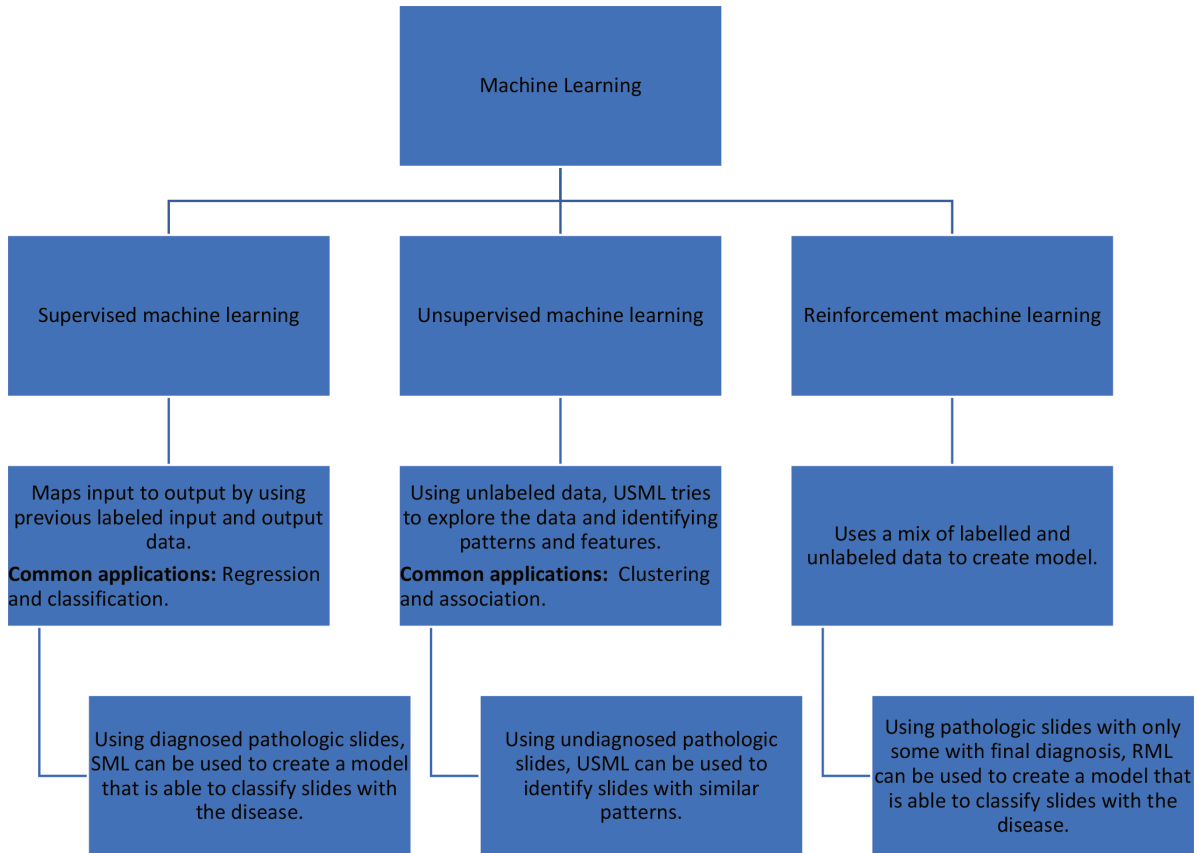 Machine Learning
Supervised machine learning
Unsupervised machine learning
Reinforcement machine learning
Maps input to output by using
previous labeled input and output
data.
Common applications: Regression
and classification.
Using unlabeled data, USML tries
to explore the data and identifying
patterns and features.
Common applications:  Clustering
and association.
Uses a mix of labelled and
unlabeled data to create model.
Using diagnosed pathologic slides,
SML can be used to create a model
that is able to classify slides with
the disease.
Using undiagnosed pathologic
slides, USML can be used to
identify slides with similar
patterns.
Using pathologic slides with only
some with final diagnosis, RML
can be used to create a model that
is able to classify slides with the
disease.